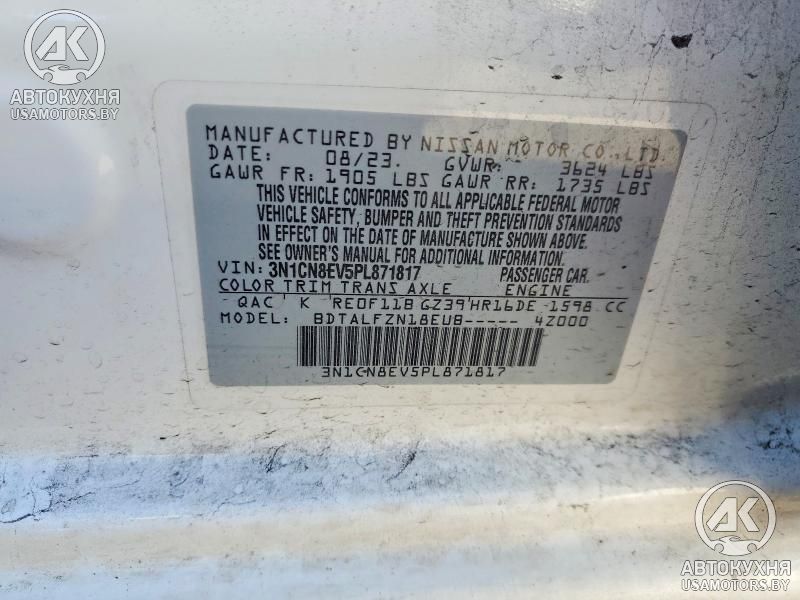 AK
АВТОКУХНЯ
USAMOTORS.BY
MANUFACTURED BY NISSAN MOTOR CO.,LTD.
DATE: 08/23. GVWR: 3624 LBS
GAWR FR: 1905 LBS GAWR RR: 1735 LBS
THIS VEHICLE CONFORMS TO ALL APPLICABLE FEDERAL MOTOR
VEHICLE SAFETY, BUMPER AND THEFT PREVENTION STANDARDS
IN EFFECT ON THE DATE OF MANUFACTURE SHOWN ABOVE.
SEE OWNER'S MANUAL FOR ADDITIONAL INFORMATION.
VIN: 3N1CN8EV5PL871817 PASSENGER CAR.
COLOR TRIM TRANS AXLE ENGINE
QAC K RE0F11B GZ39 HR16DE 1598 CC
MODEL: BDTALFZN18EUB----- 4Z000
3N1CN8EV5PL871817
AK
АВТОКУХНЯ
USAMOTORS.BY